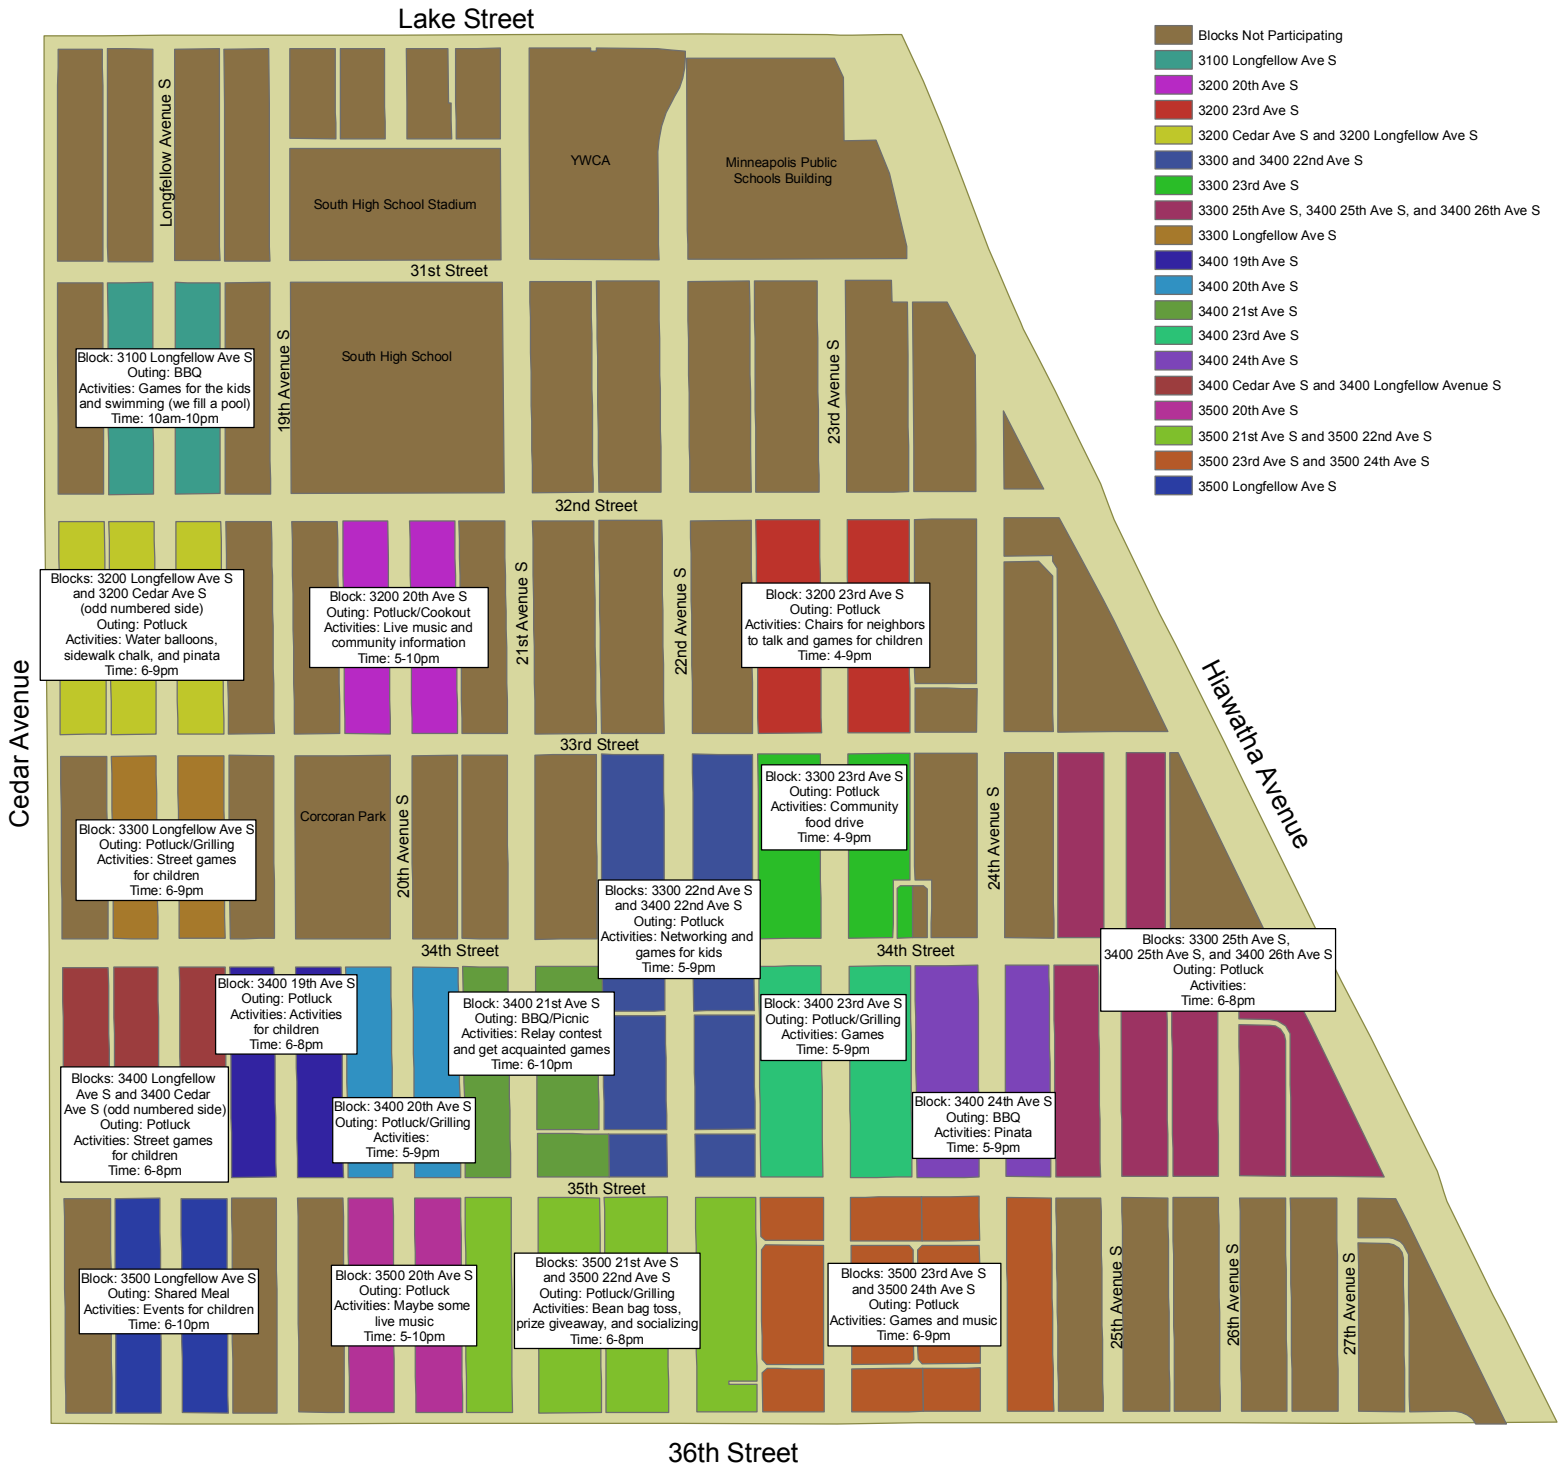 Lake Street
Blocks Not Participating
3100 Longfellow Ave S
3200 20th Ave S
3200 23rd Ave S
3200 Cedar Ave S and 3200 Longfellow Ave S
3300 and 3400 22nd Ave S
3300 23rd Ave S
3300 25th Ave S, 3400 25th Ave S, and 3400 26th Ave S
3300 Longfellow Ave S
3400 19th Ave S
3400 20th Ave S
3400 21st Ave S
3400 23rd Ave S
3400 24th Ave S
3400 Cedar Ave S and 3400 Longfellow Avenue S
3500 20th Ave S
3500 21st Ave S and 3500 22nd Ave S
3500 23rd Ave S and 3500 24th Ave S
3500 Longfellow Ave S
Longfellow Avenue S
South High School Stadium
YWCA
Minneapolis Public
Schools Building
31st Street
Block: 3100 Longfellow Ave S
Outing: BBQ
Activities: Games for the kids
and swimming (we fill a pool)
Time: 10am-10pm
19th Avenue S
South High School
23rd Avenue S
32nd Street
Blocks: 3200 Longfellow Ave S
and 3200 Cedar Ave S
(odd numbered side)
Outing: Potluck
Activities: Water balloons,
sidewalk chalk, and pinata
Time: 6-9pm
Block: 3200 20th Ave S
Outing: Potluck/Cookout
Activities: Live music and
community information
Time: 5-10pm
21st Avenue S
22nd Avenue S
Block: 3200 23rd Ave S
Outing: Potluck
Activities: Chairs for neighbors
to talk and games for children
Time: 4-9pm
Cedar Avenue
Hiawatha Avenue
33rd Street
Block: 3300 Longfellow Ave S
Outing: Potluck/Grilling
Activities: Street games
for children
Time: 6-9pm
Corcoran Park
20th Avenue S
Blocks: 3300 22nd Ave S
and 3400 22nd Ave S
Outing: Potluck
Activities: Networking and
games for kids
Time: 5-9pm
Block: 3300 23rd Ave S
Outing: Potluck
Activities: Community
food drive
Time: 4-9pm
24th Avenue S
34th Street
34th Street
Blocks: 3300 25th Ave S,
3400 25th Ave S, and 3400 26th Ave S
Outing: Potluck
Activities:
Time: 6-8pm
Blocks: 3400 Longfellow
Ave S and 3400 Cedar
Ave S (odd numbered side)
Outing: Potluck
Activities: Street games
for children
Time: 6-8pm
Block: 3400 19th Ave S
Outing: Potluck
Activities: Activities
for children
Time: 6-8pm
Block: 3400 20th Ave S
Outing: Potluck/Grilling
Activities:
Time: 5-9pm
Block: 3400 21st Ave S
Outing: BBQ/Picnic
Activities: Relay contest
and get acquainted games
Time: 6-10pm
Block: 3400 23rd Ave S
Outing: Potluck/Grilling
Activities: Games
Time: 5-9pm
Block: 3400 24th Ave S
Outing: BBQ
Activities: Pinata
Time: 5-9pm
35th Street
Block: 3500 Longfellow Ave S
Outing: Shared Meal
Activities: Events for children
Time: 6-10pm
Block: 3500 20th Ave S
Outing: Potluck
Activities: Maybe some
live music
Time: 5-10pm
Blocks: 3500 21st Ave S
and 3500 22nd Ave S
Outing: Potluck/Grilling
Activities: Bean bag toss,
prize giveaway, and socializing
Time: 6-8pm
Blocks: 3500 23rd Ave S
and 3500 24th Ave S
Outing: Potluck
Activities: Games and music
Time: 6-9pm
25th Avenue S
26th Avenue S
27th Avenue S
36th Street